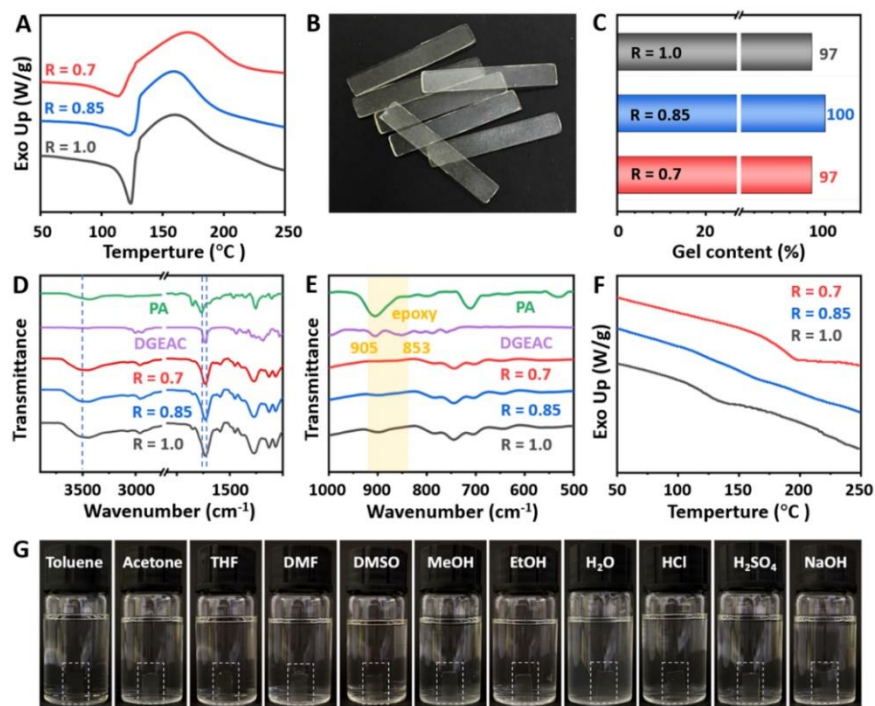 A
Exo Up (W/g)
R = 0.7
R = 0.85
R = 1.0
50 100 150 200 250
Temperture (°C)
B
C
R = 1.0 97
R = 0.85 100
R = 0.7 97
0 20 100
Gel content (%)
D
Transmittance
PA
DGEAC
R = 0.7
R = 0.85
R = 1.0
3500 3000 1500
Wavenumber (cm⁻¹)
E
Transmittance
PA
epoxy
DGEAC
905 853
R = 0.7
R = 0.85
R = 1.0
1000 900 800 700 600 500
Wavenumber (cm⁻¹)
F
Exo Up (W/g)
R = 0.7
R = 0.85
R = 1.0
50 100 150 200 250
Temperture (°C)
G
Toluene Acetone THF DMF DMSO MeOH EtOH H₂O HCl H₂SO₄ NaOH